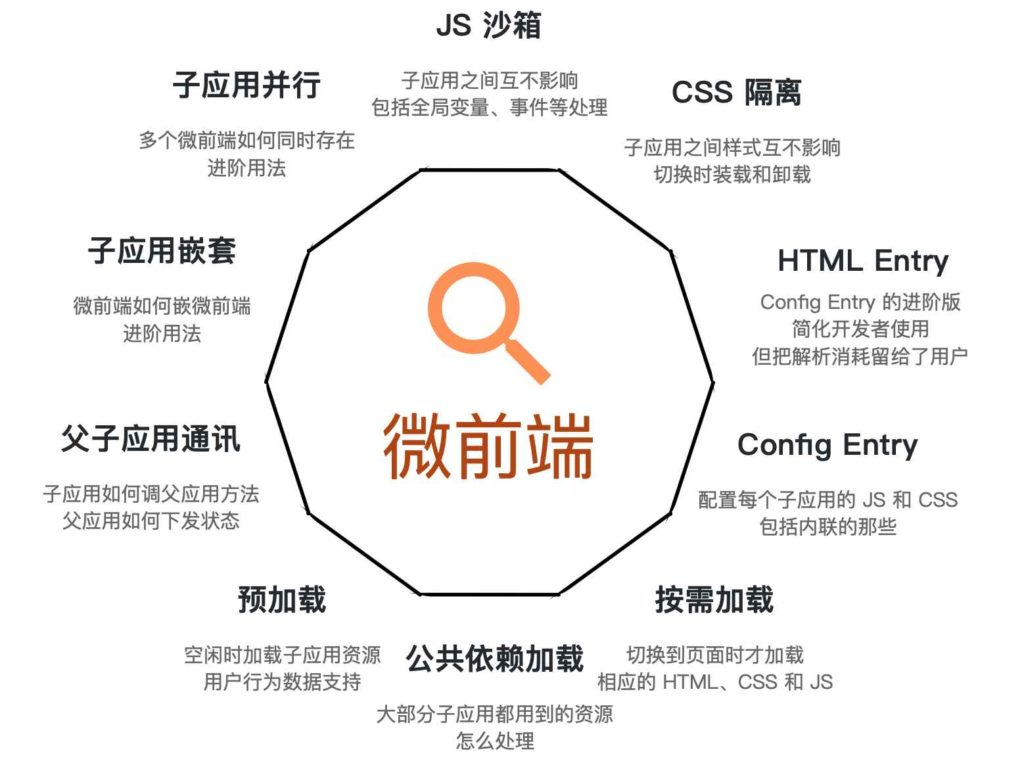 JS 沙箱
子应用之间互不影响
包括全局变量、事件等处理
CSS 隔离
子应用之间样式互不影响
切换时装载和卸载
HTML Entry
Config Entry 的进阶版
简化开发者使用
但把解析消耗留给了用户
Config Entry
配置每个子应用的 JS 和 CSS
包括内联的那些
按需加载
切换到页面时才加载
相应的 HTML、CSS 和 JS
公共依赖加载
大部分子应用都用到的资源
怎么处理
预加载
空闲时加载子应用资源
用户行为数据支持
父子应用通讯
子应用如何调父应用方法
父应用如何下发状态
子应用嵌套
微前端如何嵌微前端
进阶用法
子应用并行
多个微前端如何同时存在
进阶用法
微前端